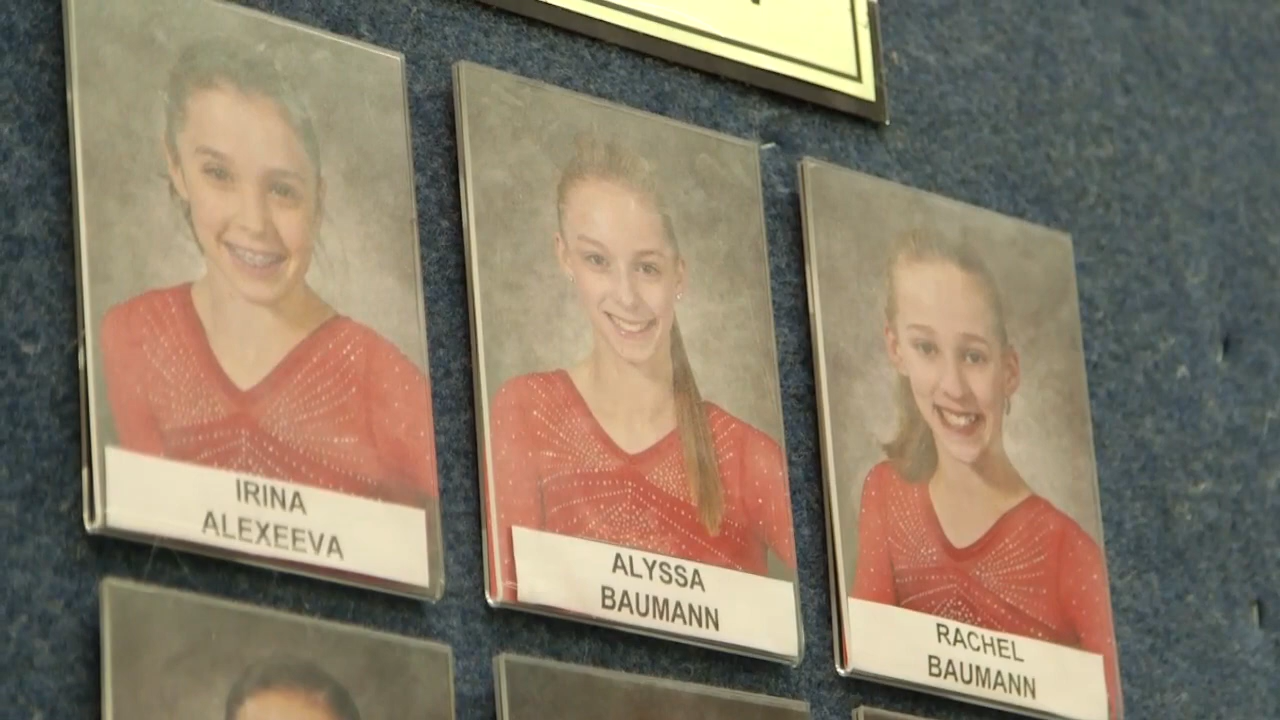 IRINA
ALEXEEVA
ALYSSA
BAUMANN
RACHEL
BAUMANN